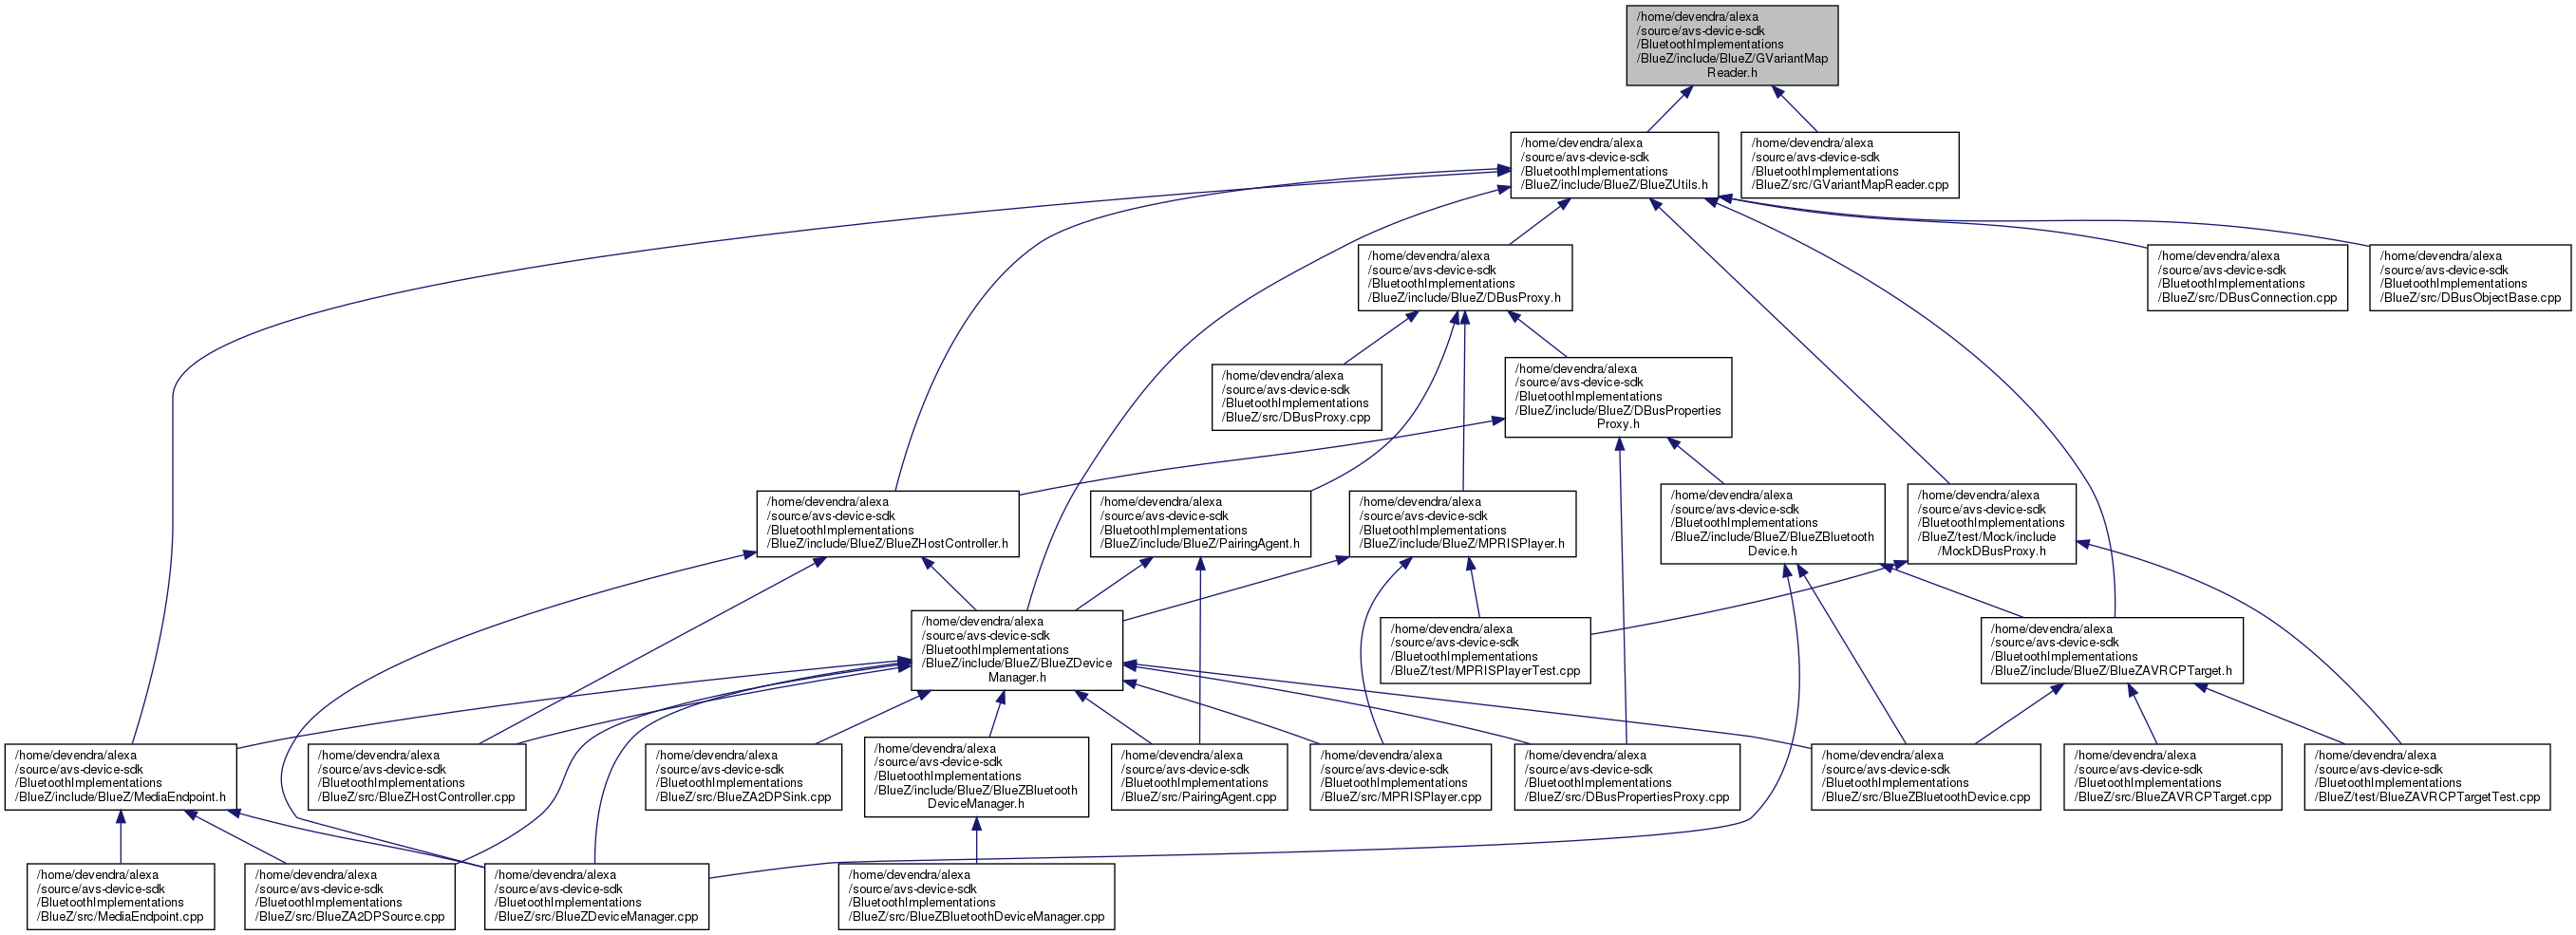 /home/devendra/alexa
/source/avs-device-sdk
/BluetoothImplementations
/BlueZ/include/BlueZ/GVariantMap
Reader.h
/home/devendra/alexa
/source/avs-device-sdk
/BluetoothImplementations
/BlueZ/include/BlueZ/BlueZUtils.h
/home/devendra/alexa
/source/avs-device-sdk
/BluetoothImplementations
/BlueZ/src/GVariantMapReader.cpp
/home/devendra/alexa
/source/avs-device-sdk
/BluetoothImplementations
/BlueZ/include/BlueZ/DBusProxy.h
/home/devendra/alexa
/source/avs-device-sdk
/BluetoothImplementations
/BlueZ/src/DBusConnection.cpp
/home/devendra/alexa
/source/avs-device-sdk
/BluetoothImplementations
/BlueZ/src/DBusObjectBase.cpp
/home/devendra/alexa
/source/avs-device-sdk
/BluetoothImplementations
/BlueZ/src/DBusProxy.cpp
/home/devendra/alexa
/source/avs-device-sdk
/BluetoothImplementations
/BlueZ/include/BlueZ/DBusProperties
Proxy.h
/home/devendra/alexa
/source/avs-device-sdk
/BluetoothImplementations
/BlueZ/include/BlueZ/BlueZHostController.h
/home/devendra/alexa
/source/avs-device-sdk
/BluetoothImplementations
/BlueZ/include/BlueZ/PairingAgent.h
/home/devendra/alexa
/source/avs-device-sdk
/BluetoothImplementations
/BlueZ/include/BlueZ/MPRISPlayer.h
/home/devendra/alexa
/source/avs-device-sdk
/BluetoothImplementations
/BlueZ/include/BlueZ/BlueZBluetooth
Device.h
/home/devendra/alexa
/source/avs-device-sdk
/BluetoothImplementations
/BlueZ/test/Mock/include
/MockDBusProxy.h
/home/devendra/alexa
/source/avs-device-sdk
/BluetoothImplementations
/BlueZ/include/BlueZ/BlueZDevice
Manager.h
/home/devendra/alexa
/source/avs-device-sdk
/BluetoothImplementations
/BlueZ/test/MPRISPlayerTest.cpp
/home/devendra/alexa
/source/avs-device-sdk
/BluetoothImplementations
/BlueZ/include/BlueZ/BlueZAVRCPTarget.h
/home/devendra/alexa
/source/avs-device-sdk
/BluetoothImplementations
/BlueZ/include/BlueZ/MediaEndpoint.h
/home/devendra/alexa
/source/avs-device-sdk
/BluetoothImplementations
/BlueZ/src/BlueZHostController.cpp
/home/devendra/alexa
/source/avs-device-sdk
/BluetoothImplementations
/BlueZ/src/BlueZA2DPSink.cpp
/home/devendra/alexa
/source/avs-device-sdk
/BluetoothImplementations
/BlueZ/include/BlueZ/BlueZBluetooth
DeviceManager.h
/home/devendra/alexa
/source/avs-device-sdk
/BluetoothImplementations
/BlueZ/src/PairingAgent.cpp
/home/devendra/alexa
/source/avs-device-sdk
/BluetoothImplementations
/BlueZ/src/MPRISPlayer.cpp
/home/devendra/alexa
/source/avs-device-sdk
/BluetoothImplementations
/BlueZ/src/DBusPropertiesProxy.cpp
/home/devendra/alexa
/source/avs-device-sdk
/BluetoothImplementations
/BlueZ/src/BlueZBluetoothDevice.cpp
/home/devendra/alexa
/source/avs-device-sdk
/BluetoothImplementations
/BlueZ/src/BlueZAVRCPTarget.cpp
/home/devendra/alexa
/source/avs-device-sdk
/BluetoothImplementations
/BlueZ/test/BlueZAVRCPTargetTest.cpp
/home/devendra/alexa
/source/avs-device-sdk
/BluetoothImplementations
/BlueZ/src/MediaEndpoint.cpp
/home/devendra/alexa
/source/avs-device-sdk
/BluetoothImplementations
/BlueZ/src/BlueZA2DPSource.cpp
/home/devendra/alexa
/source/avs-device-sdk
/BluetoothImplementations
/BlueZ/src/BlueZDeviceManager.cpp
/home/devendra/alexa
/source/avs-device-sdk
/BluetoothImplementations
/BlueZ/src/BlueZBluetoothDeviceManager.cpp